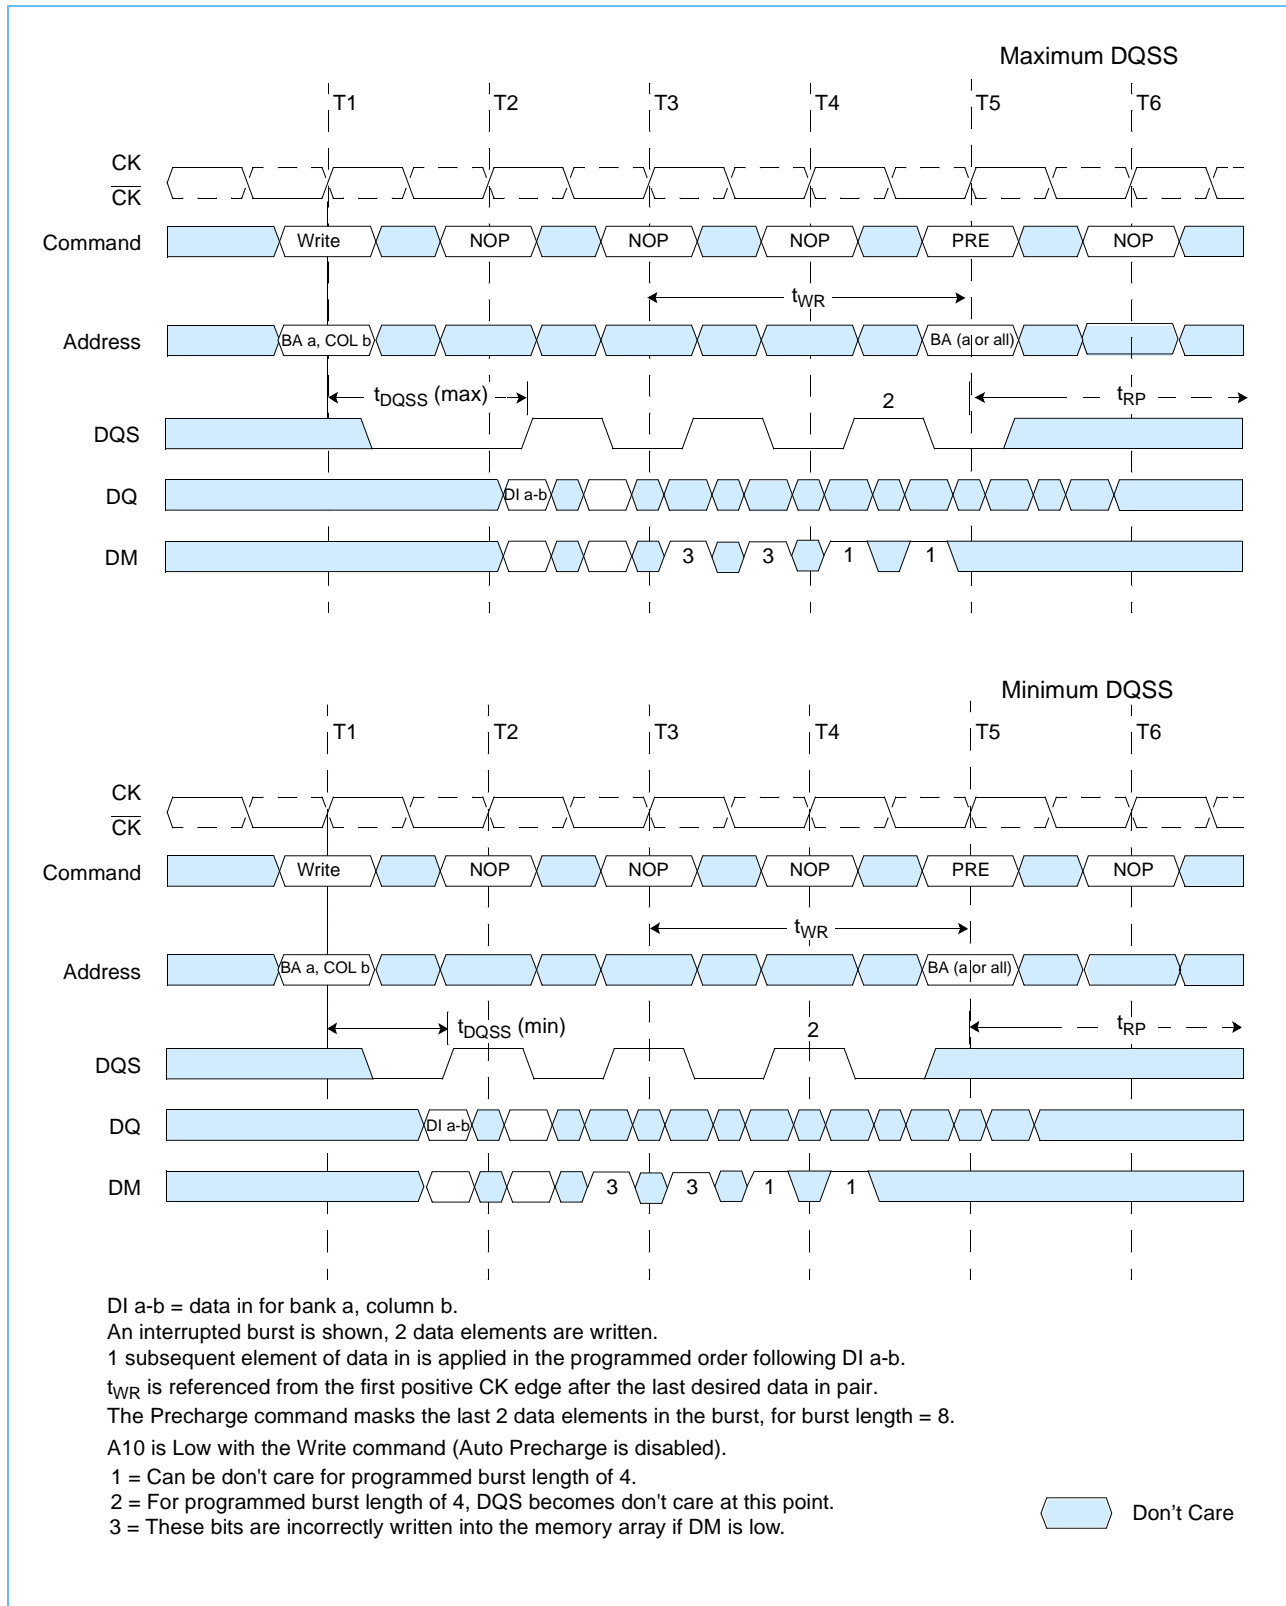 Maximum DQSS
T1 T2 T3 T4 T5 T6
CK
CK
Command Write NOP NOP NOP PRE NOP
tWR
Address BA a, COL b BA (a or all)
tDQSS (max) 2 tRP
DQS
DQ DI a-b
DM 3 3 1 1
Minimum DQSS
T1 T2 T3 T4 T5 T6
CK
CK
Command Write NOP NOP NOP PRE NOP
tWR
Address BA a, COL b BA (a or all)
tDQSS (min) 2 tRP
DQS
DQ DI a-b
DM 3 3 1 1
DI a-b = data in for bank a, column b.
An interrupted burst is shown, 2 data elements are written.
1 subsequent element of data in is applied in the programmed order following DI a-b.
tWR is referenced from the first positive CK edge after the last desired data in pair.
The Precharge command masks the last 2 data elements in the burst, for burst length = 8.
A10 is Low with the Write command (Auto Precharge is disabled).
1 = Can be don't care for programmed burst length of 4.
2 = For programmed burst length of 4, DQS becomes don't care at this point.
3 = These bits are incorrectly written into the memory array if DM is low.
Don't Care